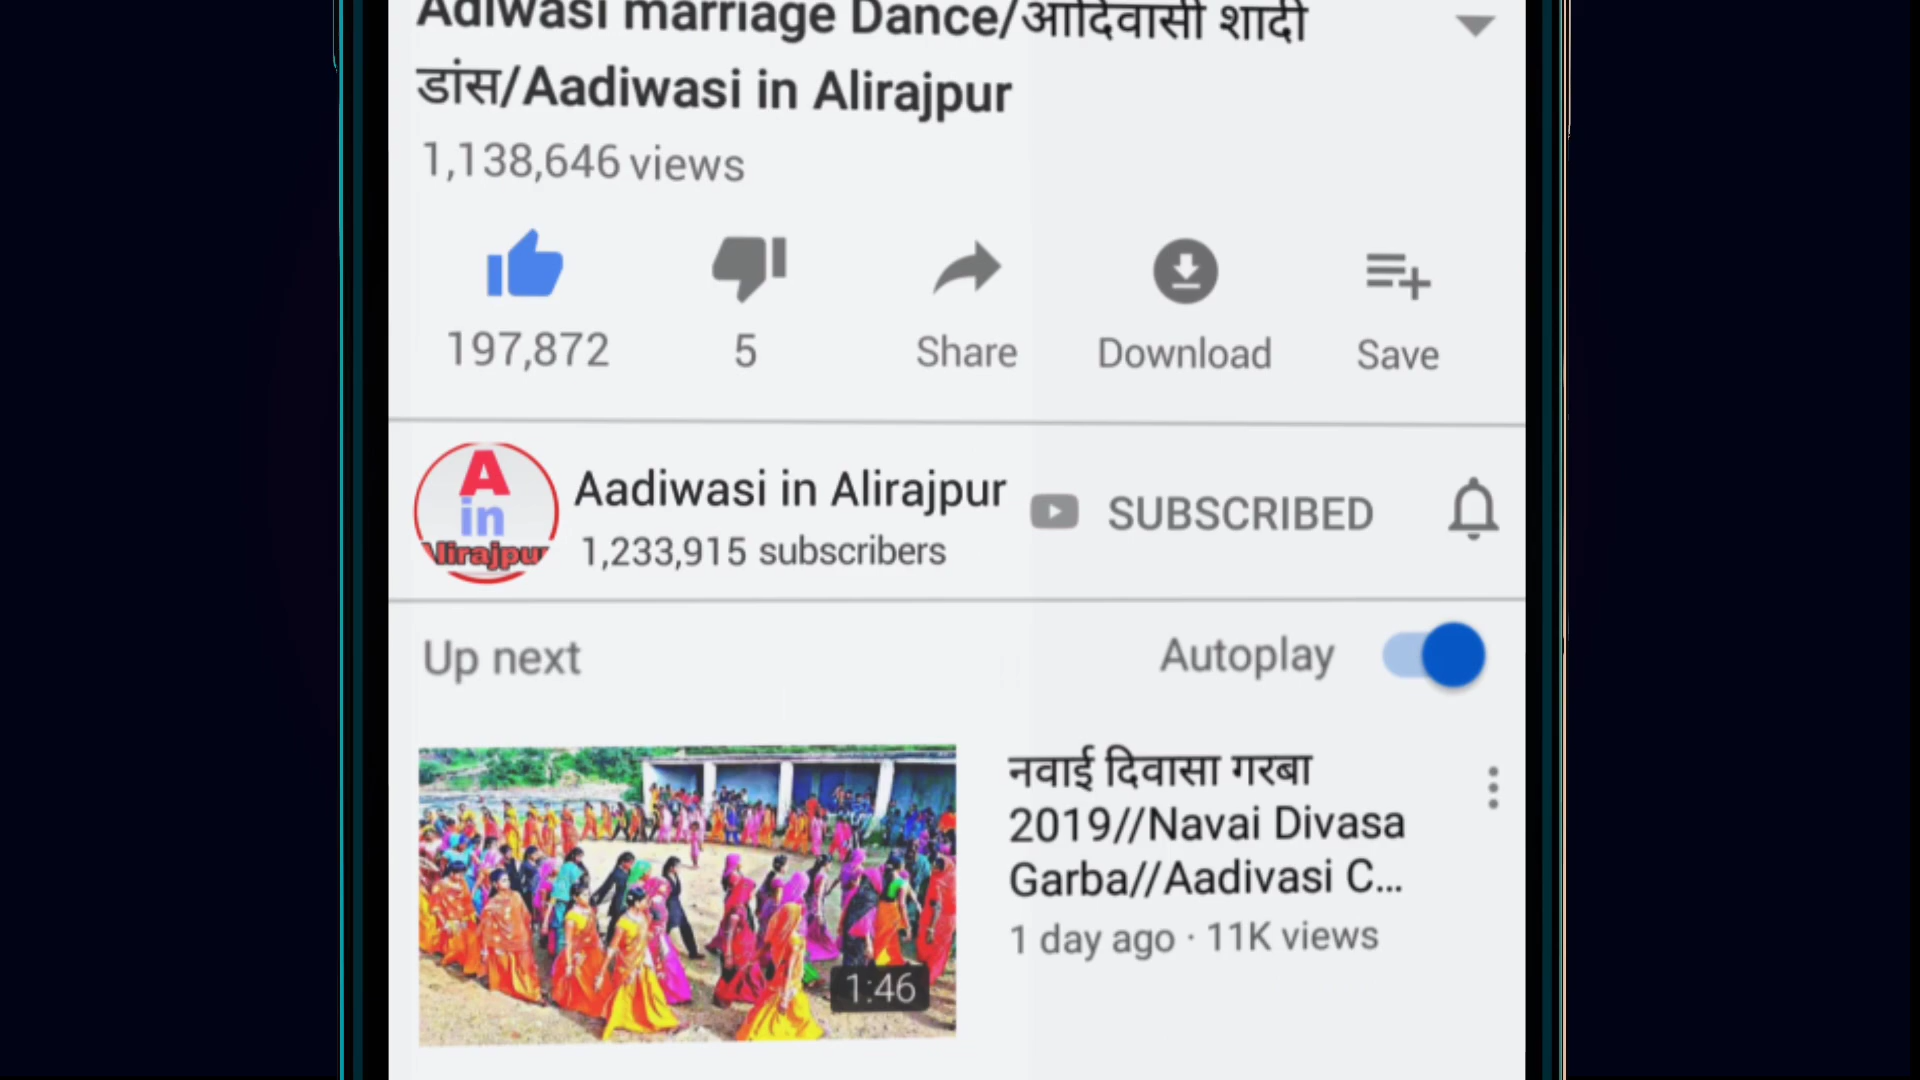 Adiwasi marriage Dance/आदिवासी शादी
डांस/Aadiwasi in Alirajpur
1,138,646 views
197,872
5
Share
Download
Save
A
in
Alirajpur
Aadiwasi in Alirajpur
1,233,915 subscribers
SUBSCRIBED
Up next
Autoplay
नवाई दिवासा गरबा
2019//Navai Divasa
Garba//Aadivasi C...
1 day ago · 11K views
1:46